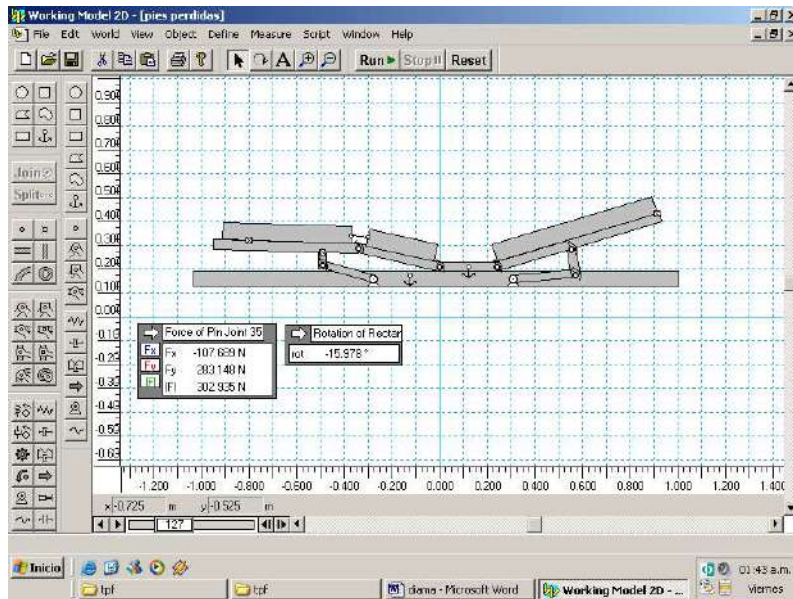 Working Model 2D - [pies perdidas]
File Edit World View Object Define Measure Script Window Help
Run Stop Reset
Join
Split
0.900
0.800
0.700
0.600
0.500
0.400
0.300
0.200
0.100
0.000
-1.200 -1.000 -0.800 -0.600 -0.400 -0.200 0.000 0.200 0.400 0.600 0.800 1.000 1.200 1.400
Force of Pin Joint 35
Fx Fx -107.689 N
Fy Fy 283.148 N
|F| |F| 302.935 N
Rotation of Rectan
rot -15.978 °
x -0.725 m y -0.525 m
127
Inicio
01:43 a.m.
tpf tpf diama - Microsoft Word Working Model 2D - ... Viernes